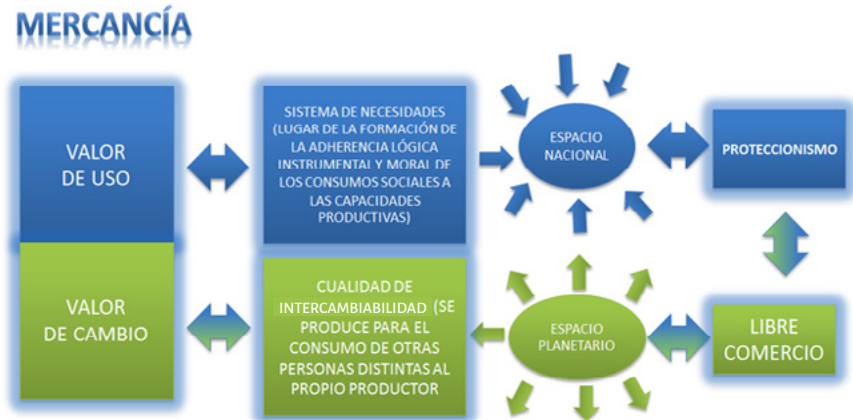 MERCANCÍA
VALOR
DE USO
SISTEMA DE NECESIDADES
(LUGAR DE LA FORMACIÓN DE
LA ADHERENCIA LÓGICA
INSTRUMENTAL Y MORAL DE
LOS CONSUMOS SOCIALES A
LAS CAPACIDADES
PRODUCTIVAS)
ESPACIO
NACIONAL
PROTECCIONISMO
VALOR
DE CAMBIO
CUALIDAD DE
INTERCAMBIABILIDAD (SE
PRODUCE PARA EL
CONSUMO DE OTRAS
PERSONAS DISTINTAS AL
PROPIO PRODUCTOR
ESPACIO
PLANETARIO
LIBRE
COMERCIO